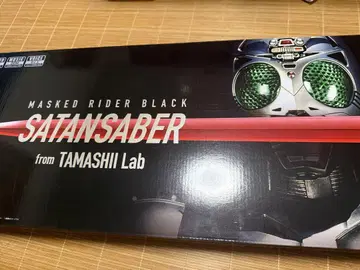 MASKED RIDER BLACK
SATANSABER
from TAMASHII Lab